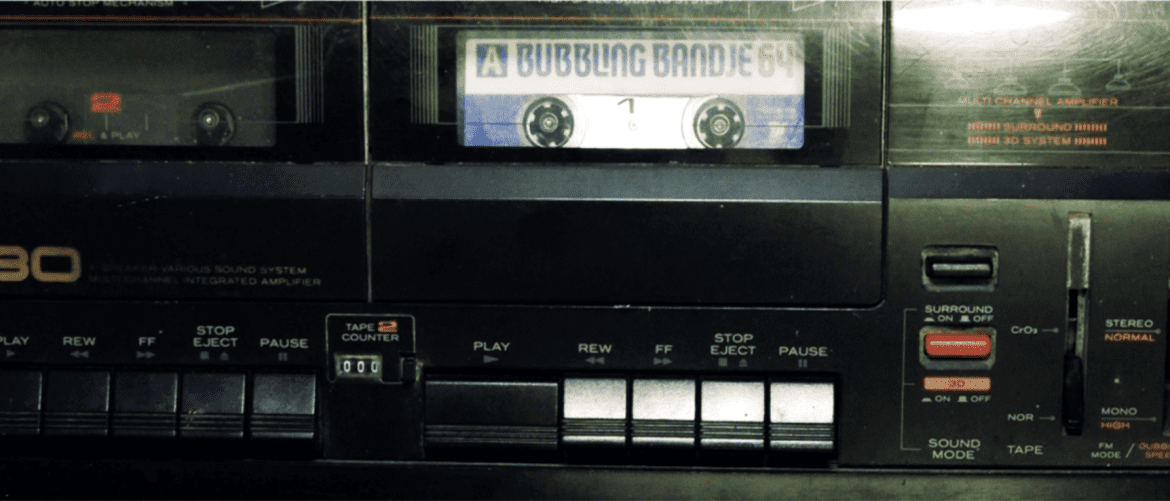 AUTO STOP MECHANISM
A BUBBLING BANDJE 64
1
2
REC. & PLAY
MULTI CHANNEL AMPLIFIER
SURROUND
3D SYSTEM
30
SPEAKER VARIOUS SOUND SYSTEM
MULTI CHANNEL INTEGRATED AMPLIFIER
PLAY
REW
FF
STOP
EJECT
PAUSE
TAPE 2
COUNTER
000
PLAY
REW
FF
STOP
EJECT
PAUSE
SURROUND
ON OFF
3D
ON OFF
SOUND
MODE
CrO₂
NOR
TAPE
STEREO
NORMAL
MONO
HIGH
FM
MODE /